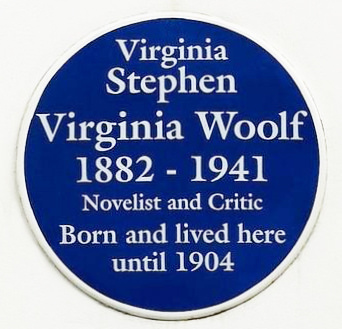 Virginia
Stephen
Virginia Woolf
1882 - 1941
Novelist and Critic
Born and lived here
until 1904